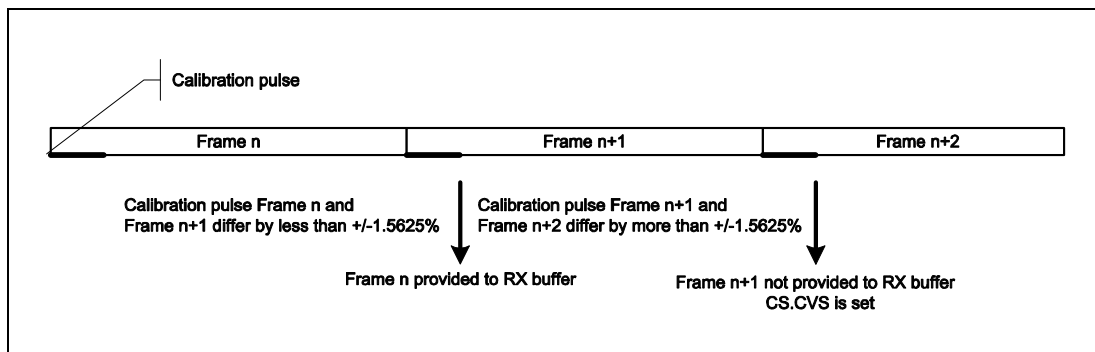 Calibration pulse
Frame n
Frame n+1
Frame n+2
Calibration pulse Frame n and
Frame n+1 differ by less than +/-1.5625%
Calibration pulse Frame n+1 and
Frame n+2 differ by more than +/-1.5625%
Frame n provided to RX buffer
Frame n+1 not provided to RX buffer
CS.CVS is set